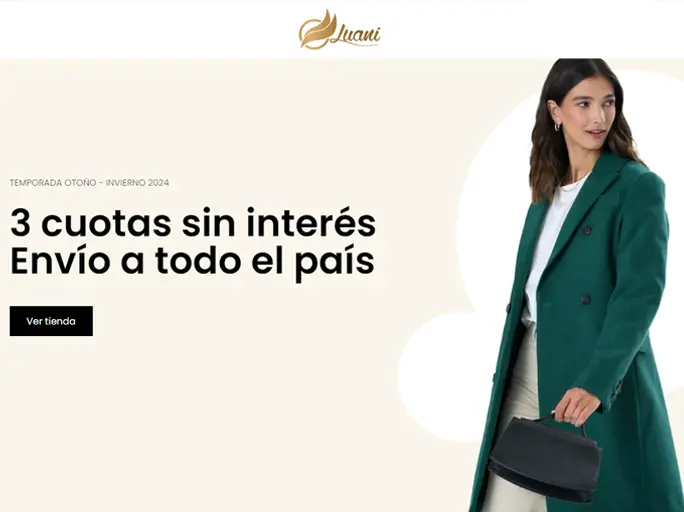 Luani
TEMPORADA OTOÑO - INVIERNO 2024
3 cuotas sin interés
Envío a todo el país
Ver tienda